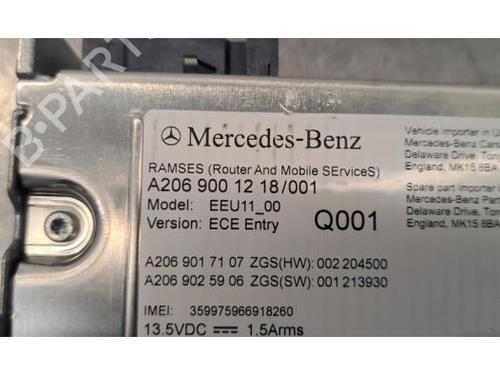 B-PARTS
Mercedes-Benz
RAMSES (Router And Mobile SErviceS)
A206 900 12 18/001
Model: EEU11_00
Version: ECE Entry
Q001
A206 901 71 07 ZGS(HW): 002 204500
A206 902 59 06 ZGS(SW): 001 213930
IMEI: 359975966918260
13.5VDC 1.5Arms
Vehicle importer in
Mercedes-Benz Cars
Delaware Drive, Ton
England, MK15 8BA
Spare part importer
Mercedes-Benz Part
Delaware Drive, Ton
England, MK15 8BA